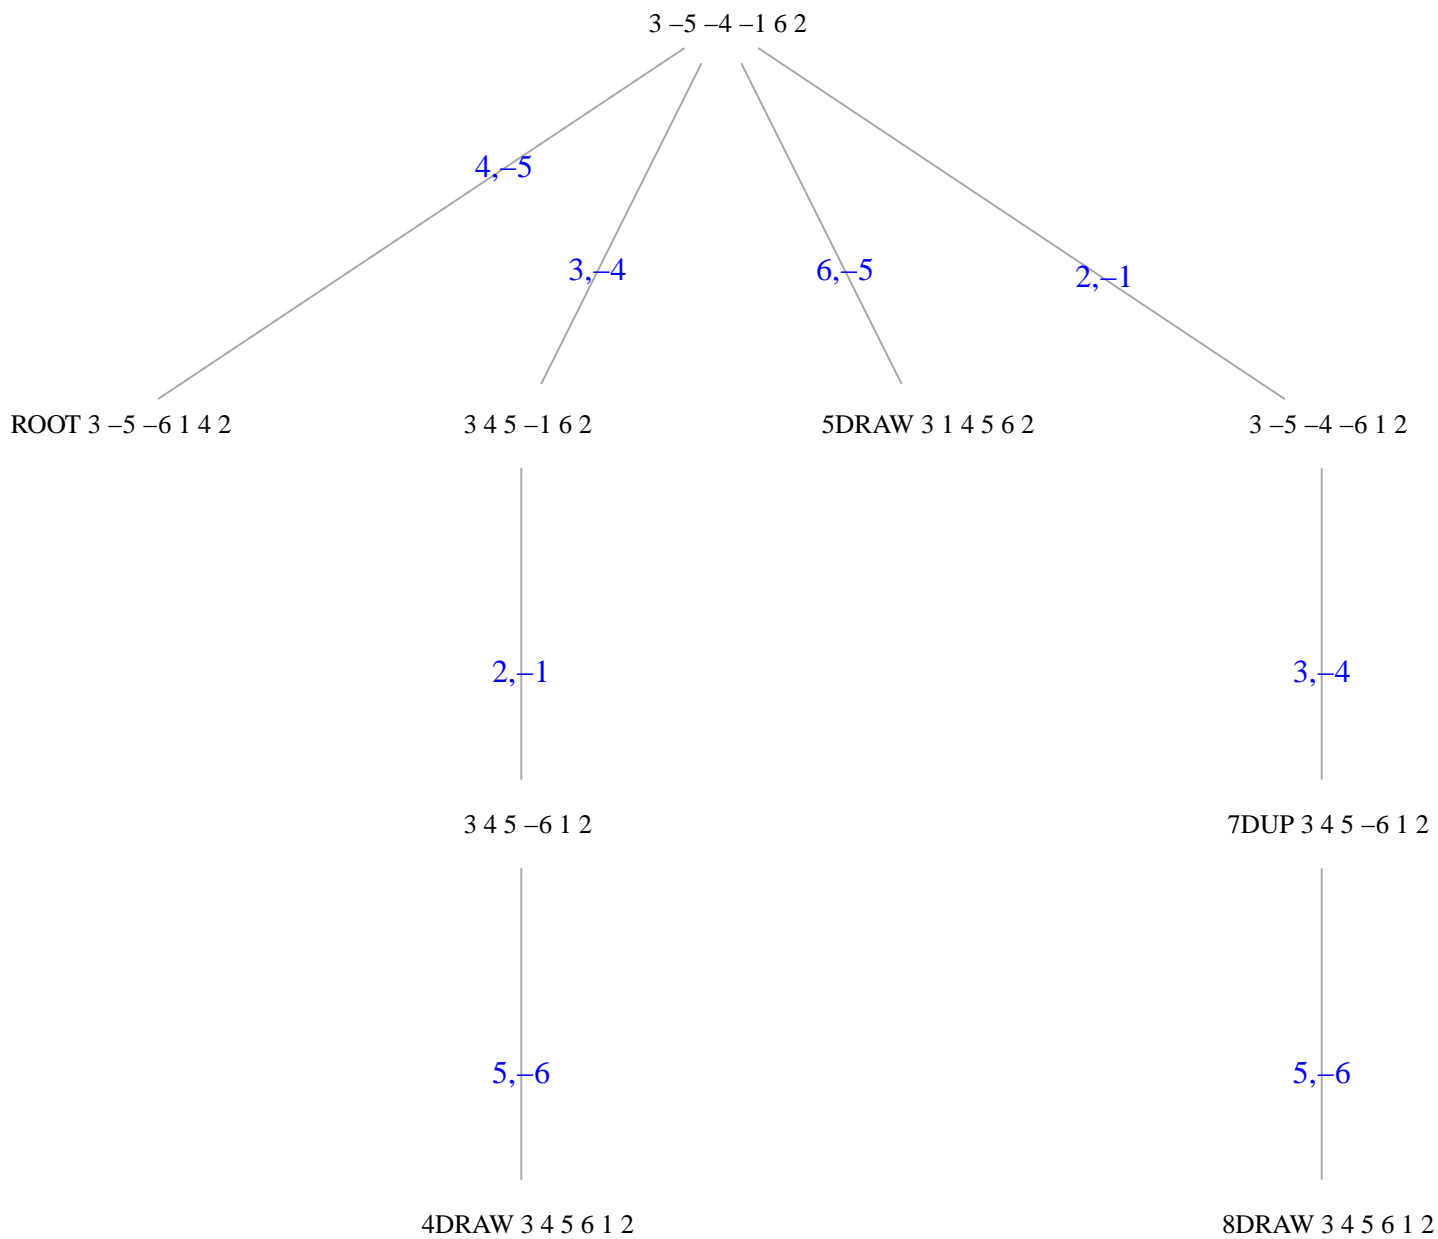 3 –5 –4 –1 6 2
4,–5
3,–4
6,–5
2,–1
ROOT 3 –5 –6 1 4 2
3 4 5 –1 6 2
5DRAW 3 1 4 5 6 2
3 –5 –4 –6 1 2
2,–1
3,–4
3 4 5 –6 1 2
7DUP 3 4 5 –6 1 2
5,–6
5,–6
4DRAW 3 4 5 6 1 2
8DRAW 3 4 5 6 1 2